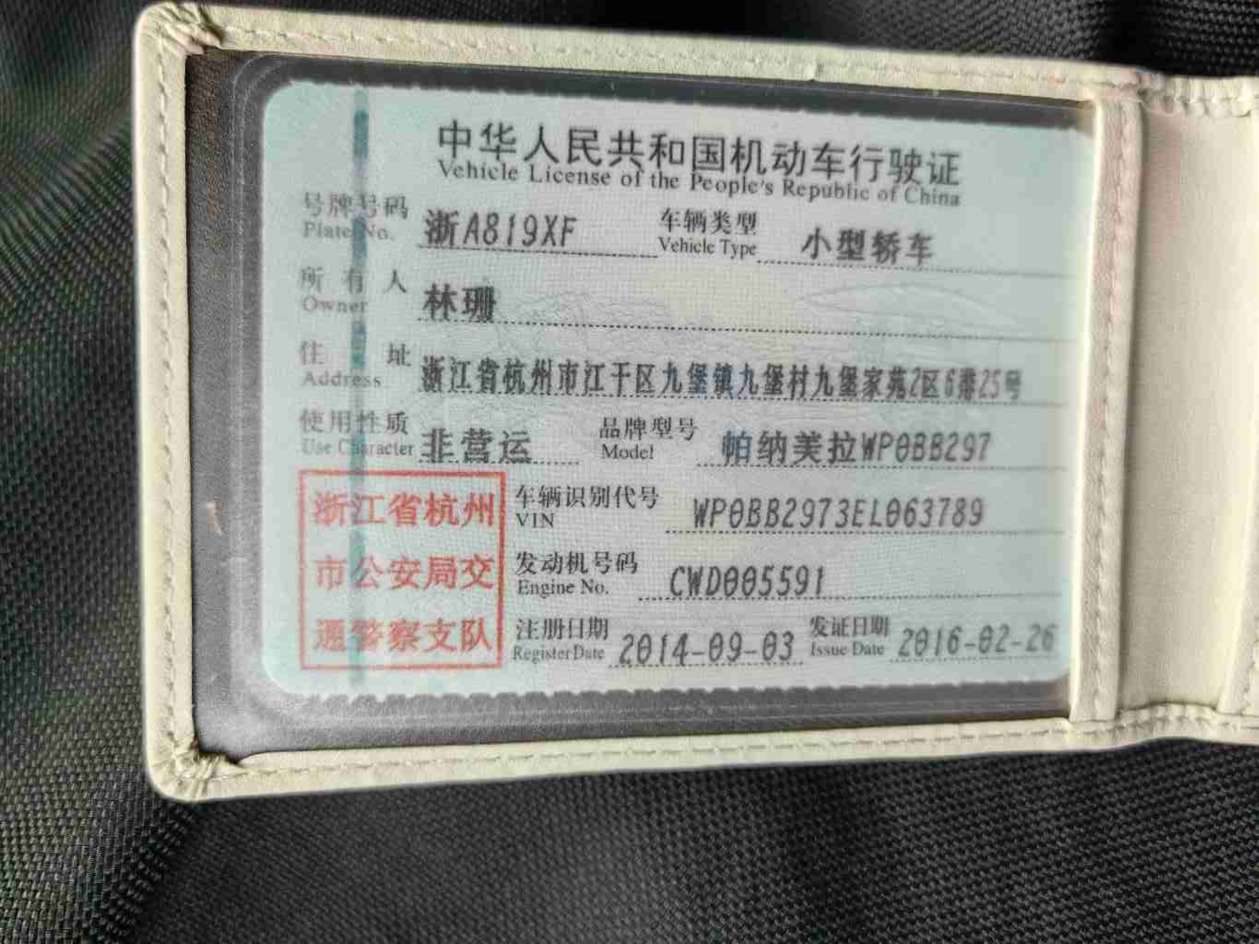 中华人民共和国机动车行驶证
Vehicle License of the People's Republic of China
号牌号码 浙A819XF 车辆类型 小型轿车
Plate No. Vehicle Type
所有人 林珊
Owner
住址 浙江省杭州市江干区九堡镇九堡村九堡家苑2区6排25号
Address
使用性质 非营运 品牌型号 帕纳美拉WP0BB297
Use Character Model
浙江省杭州
市公安局交
通警察支队
车辆识别代号 WP0BB2973EL063789
VIN
发动机号码 CWD005591
Engine No.
注册日期 2014-09-03 发证日期 2016-02-26
Register Date Issue Date